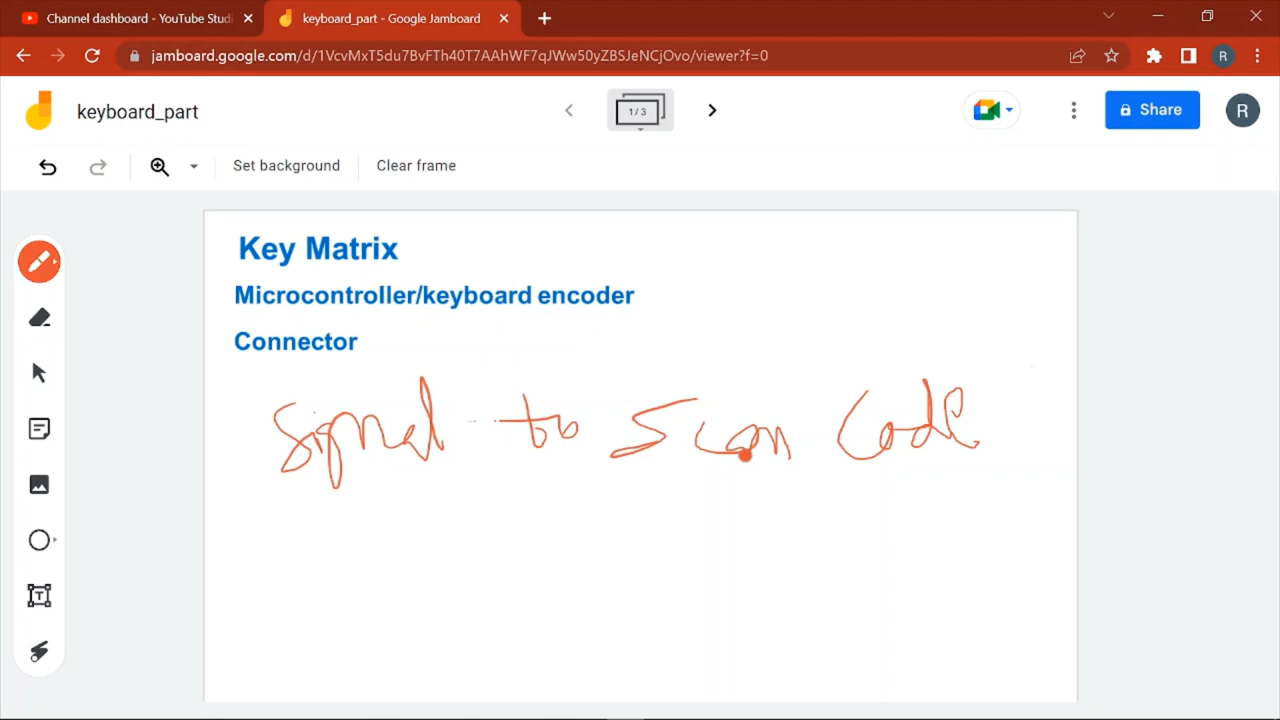 Channel dashboard - YouTube Studi
keyboard_part - Google Jamboard
jamboard.google.com/d/1VcvMxT5du7BvFTh40T7AAhWF7qJWw50yZBSJeNCjOvo/viewer?f=0
R
keyboard_part
1 / 3
Share
R
Set background
Clear frame
Key Matrix
Microcontroller/keyboard encoder
Connector
Signal to Scan Code
T